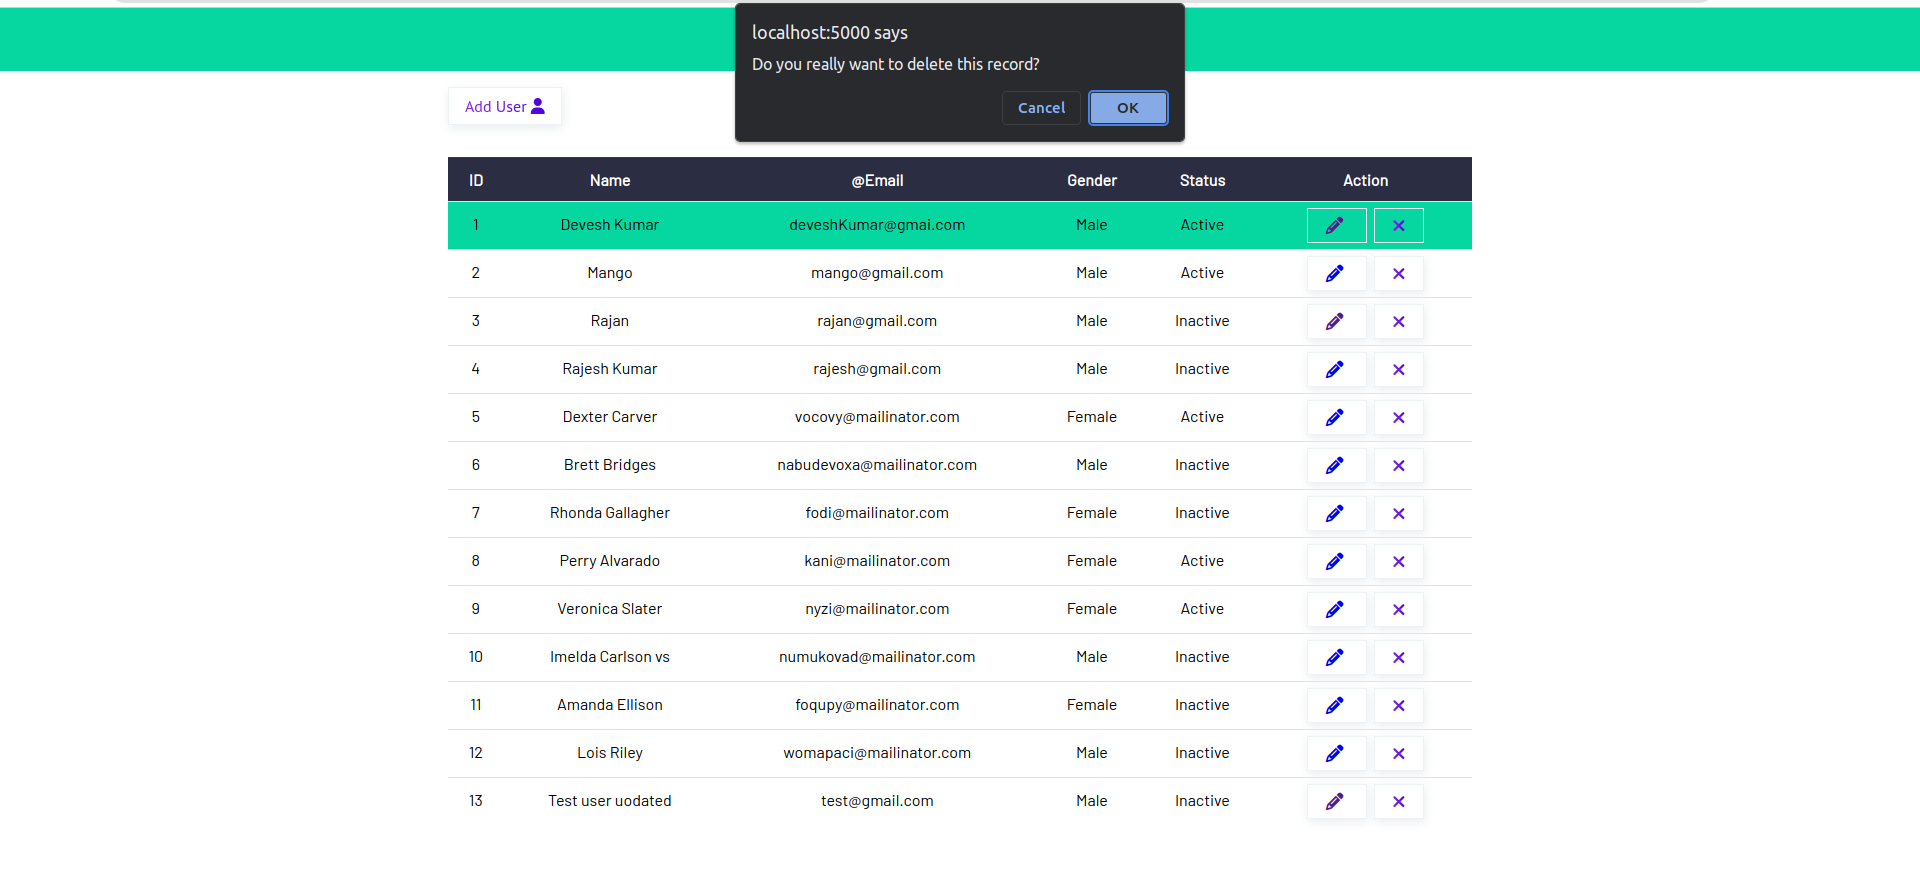 localhost:5000 says
Do you really want to delete this record?
Cancel OK
Add User
ID Name @Email Gender Status Action
1 Devesh Kumar deveshKumar@gmai.com Male Active
2 Mango mango@gmail.com Male Active
3 Rajan rajan@gmail.com Male Inactive
4 Rajesh Kumar rajesh@gmail.com Male Inactive
5 Dexter Carver vocovy@mailinator.com Female Active
6 Brett Bridges nabudevoxa@mailinator.com Male Inactive
7 Rhonda Gallagher fodi@mailinator.com Female Inactive
8 Perry Alvarado kani@mailinator.com Female Active
9 Veronica Slater nyzi@mailinator.com Female Active
10 Imelda Carlson vs numukovad@mailinator.com Male Inactive
11 Amanda Ellison foqupy@mailinator.com Female Inactive
12 Lois Riley womapaci@mailinator.com Male Inactive
13 Test user uodated test@gmail.com Male Inactive